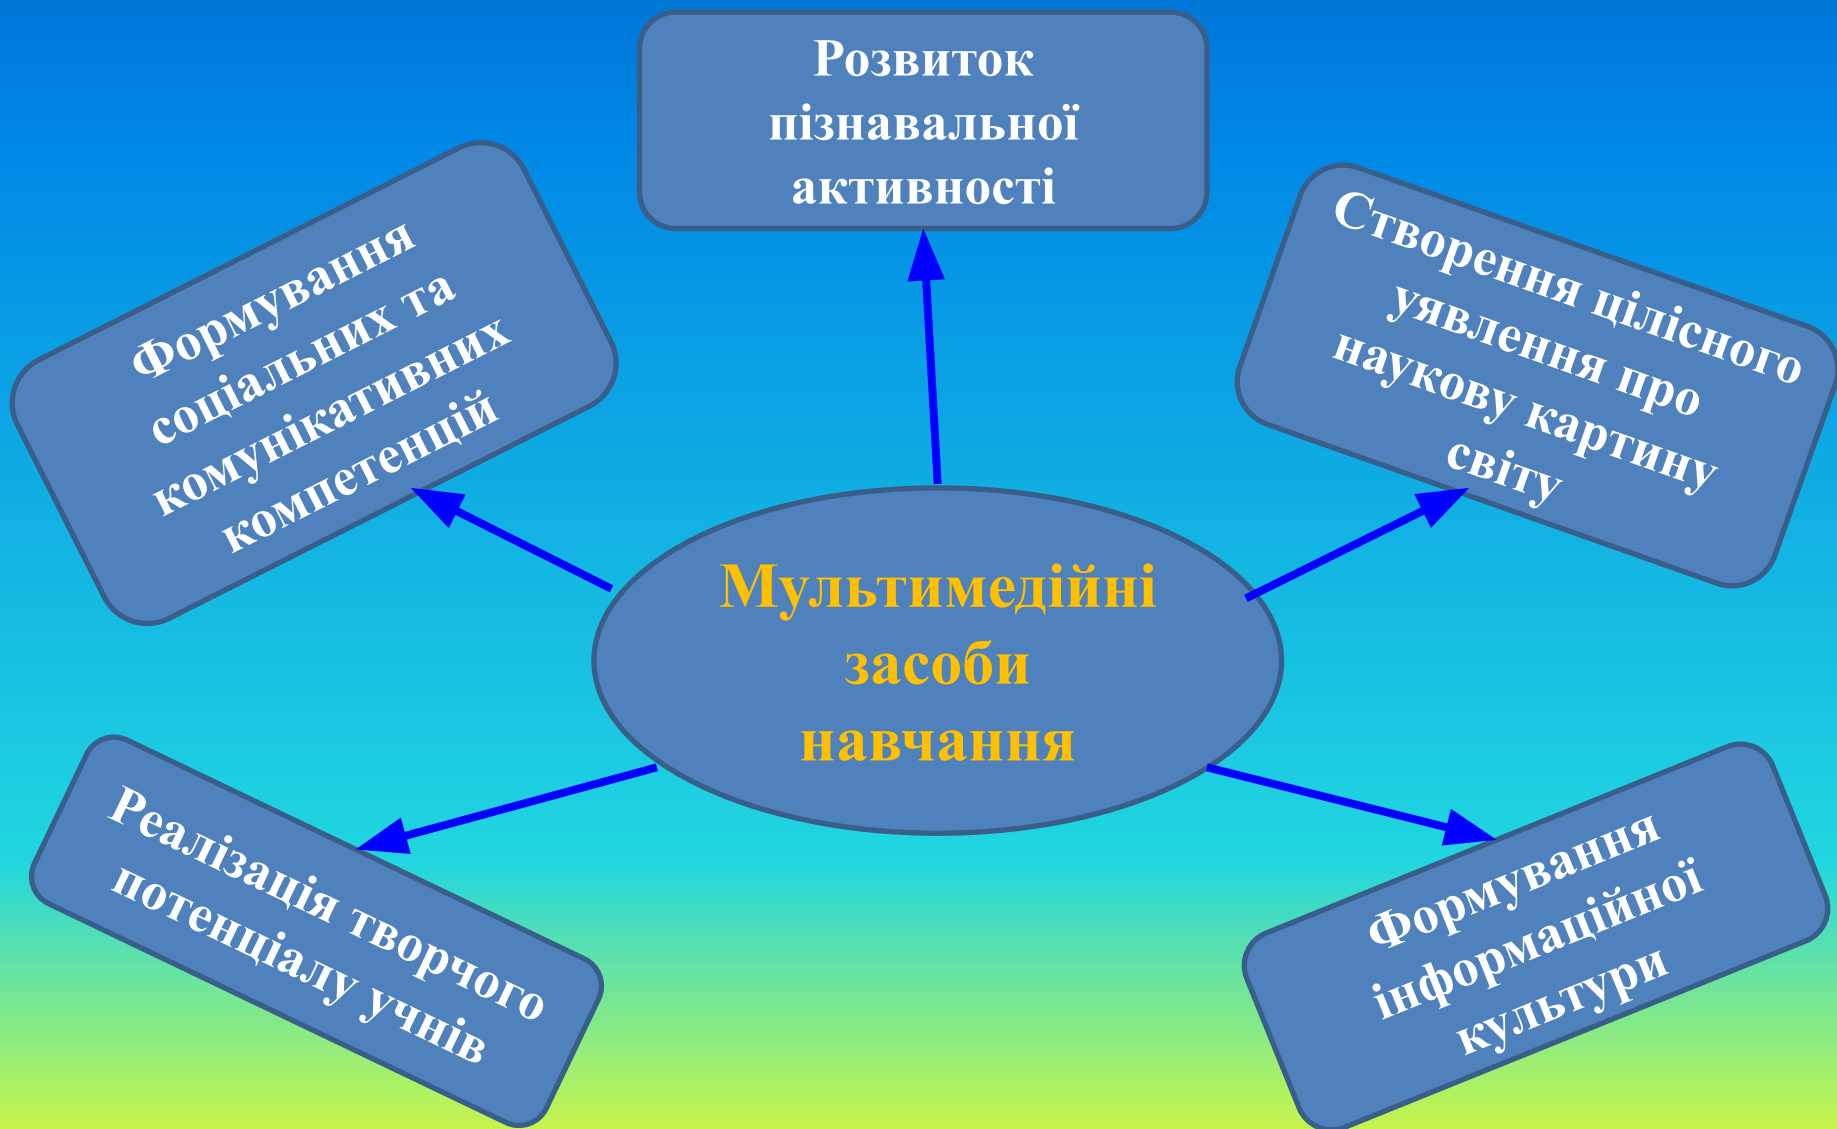 Розвиток
пізнавальної
активності
Формування
соціальних та
комунікативних
компетенцій
Створення цілісного
уявлення про
наукову картину
світу
Мультимедійні
засоби
навчання
Реалізація творчого
потенціалу учнів
Формування
інформаційної
культури